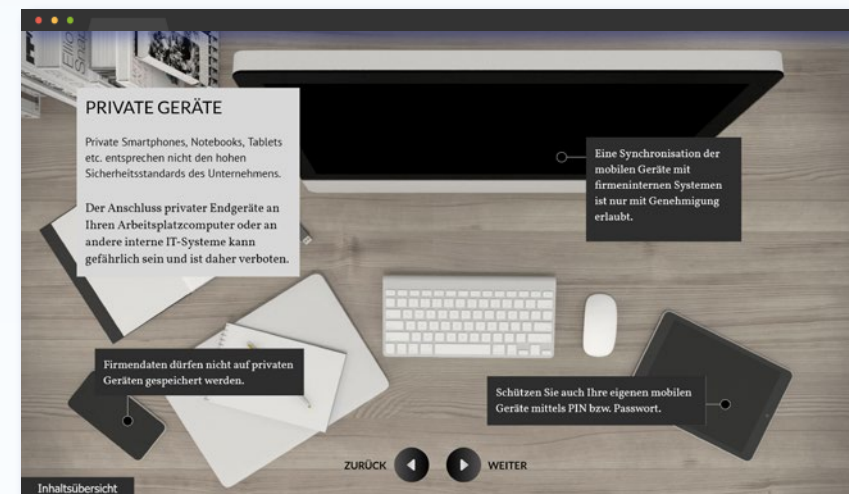 PRIVATE GERÄTE
Private Smartphones, Notebooks, Tablets
etc. entsprechen nicht den hohen
Sicherheitsstandards des Unternehmens.
Der Anschluss privater Endgeräte an
Ihren Arbeitsplatzcomputer oder an
andere interne IT-Systeme kann
gefährlich sein und ist daher verboten.
Eine Synchronisation der
mobilen Geräte mit
firmeninternen Systemen
ist nur mit Genehmigung
erlaubt.
Firmendaten dürfen nicht auf privaten
Geräten gespeichert werden.
Schützen Sie auch Ihre eigenen mobilen
Geräte mittels PIN bzw. Passwort.
ZURÜCK WEITER
Inhaltsübersicht